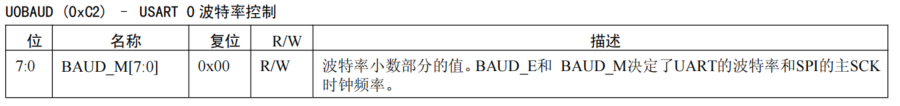 U0BAUD (0xC2) – USART 0 波特率控制
位 名称 复位 R/W 描述
7:0 BAUD_M[7:0] 0x00 R/W 波特率小数部分的值。BAUD_E和 BAUD_M决定了UART的波特率和SPI的主SCK
时钟频率。